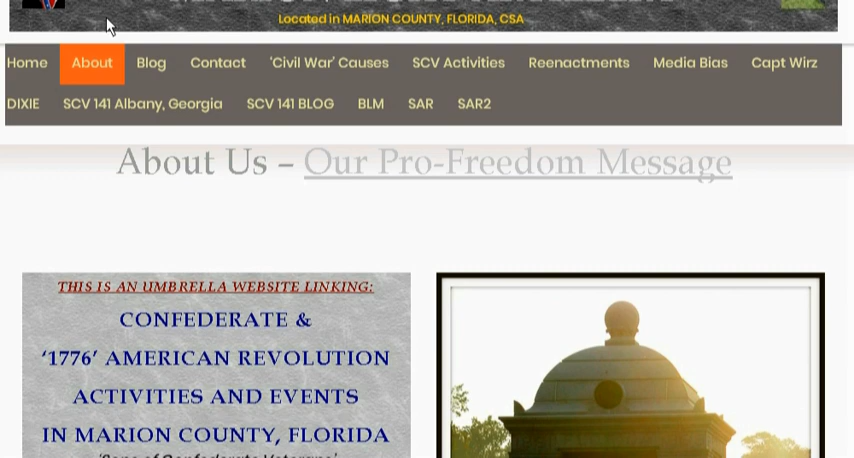 Located in MARION COUNTY, FLORIDA, CSA
Home About Blog Contact 'Civil War' Causes SCV Activities Reenactments Media Bias Capt Wirz
DIXIE SCV 141 Albany, Georgia SCV 141 BLOG BLM SAR SAR2
About Us – Our Pro-Freedom Message
THIS IS AN UMBRELLA WEBSITE LINKING:
CONFEDERATE &
‘1776’ AMERICAN REVOLUTION
ACTIVITIES AND EVENTS
IN MARION COUNTY, FLORIDA